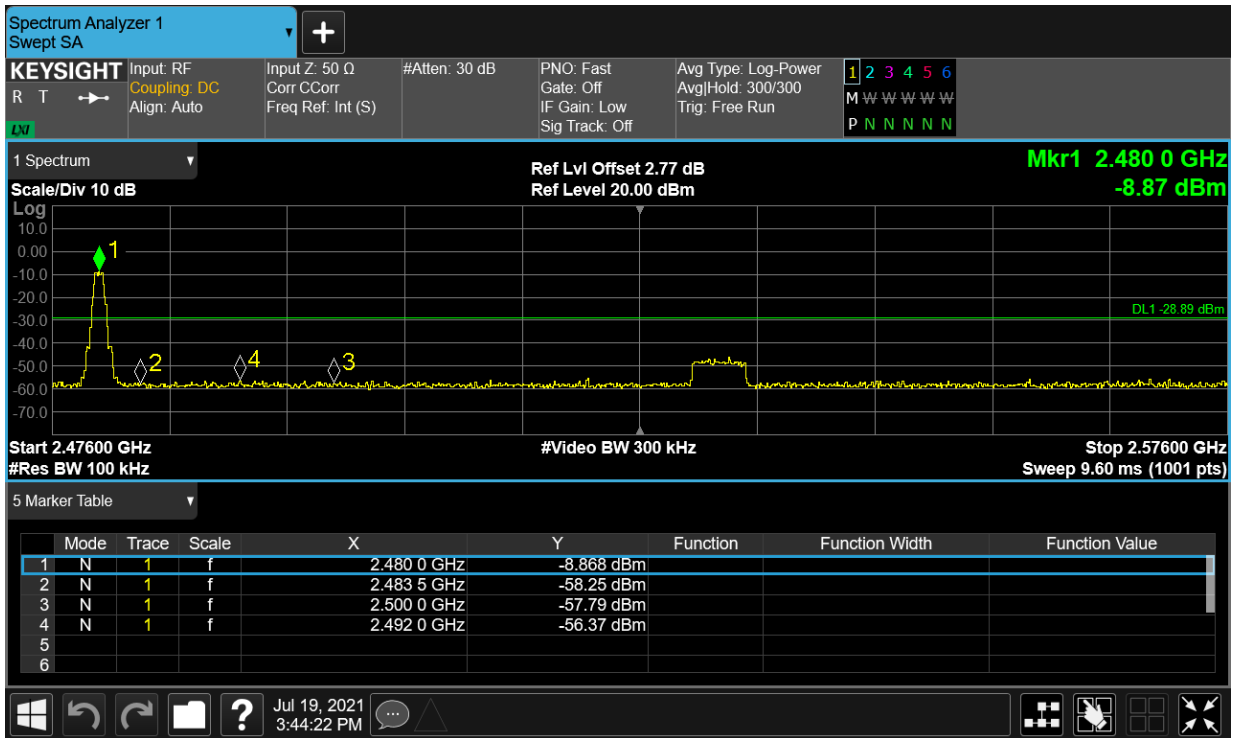 Spectrum Analyzer 1
Swept SA
+
KEYSIGHT
R T
LXI
Input: RF
Coupling: DC
Align: Auto
Input Z: 50 Ω
Corr CCorr
Freq Ref: Int (S)
#Atten: 30 dB
PNO: Fast
Gate: Off
IF Gain: Low
Sig Track: Off
Avg Type: Log-Power
Avg|Hold: 300/300
Trig: Free Run
1 2 3 4 5 6
M W W W W W
P N N N N N
1 Spectrum
Scale/Div 10 dB
Ref Lvl Offset 2.77 dB
Ref Level 20.00 dBm
Mkr1 2.480 0 GHz
-8.87 dBm
Log
10.0
0.00
-10.0
-20.0
-30.0
-40.0
-50.0
-60.0
-70.0
1
2
4
3
DL1 -28.89 dBm
Start 2.47600 GHz
#Res BW 100 kHz
#Video BW 300 kHz
Stop 2.57600 GHz
Sweep 9.60 ms (1001 pts)
5 Marker Table
Mode Trace Scale X Y Function Function Width Function Value
1 N 1 f 2.480 0 GHz -8.868 dBm
2 N 1 f 2.483 5 GHz -58.25 dBm
3 N 1 f 2.500 0 GHz -57.79 dBm
4 N 1 f 2.492 0 GHz -56.37 dBm
5
6
?
Jul 19, 2021
3:44:22 PM